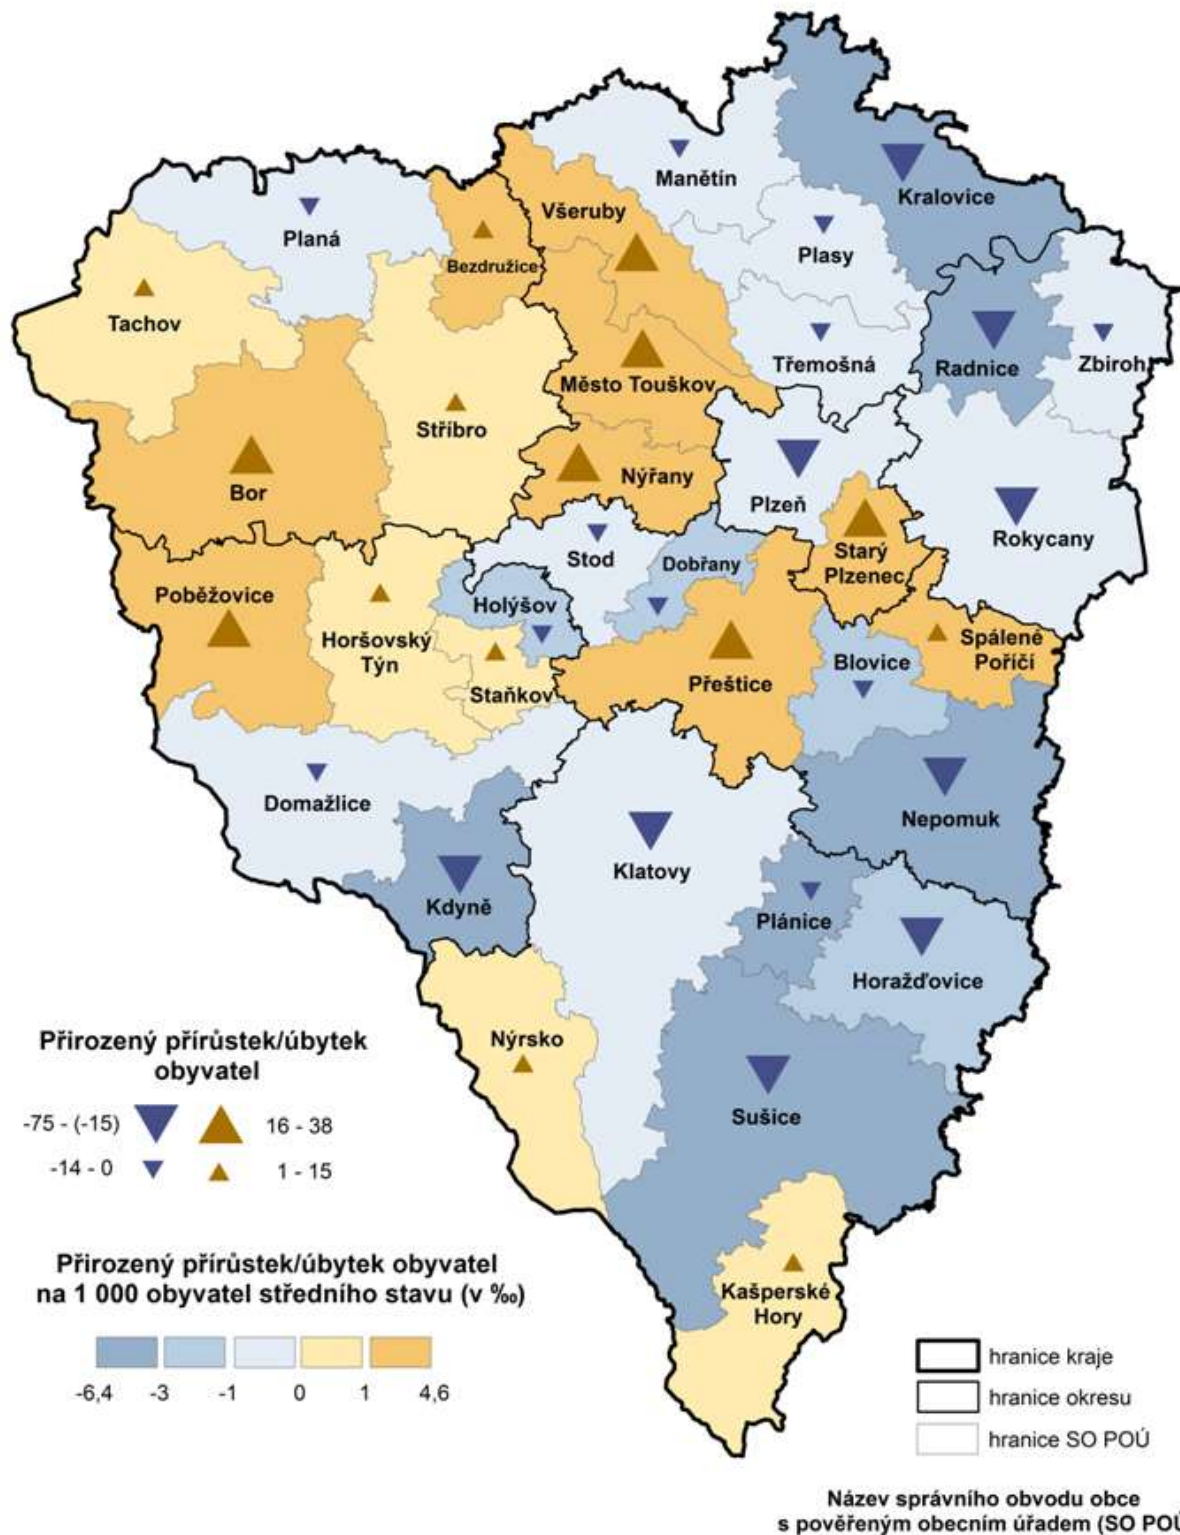 Manětín
Kralovice
Všeruby
Planá
Bezdružice
Plasy
Tachov
Třemošná
Radnice
Zbiroh
Město Touškov
Stříbro
Nýřany
Bor
Plzeň
Rokycany
Stod
Dobřany
Starý
Plzenec
Poběžovice
Holýšov
Horšovský
Týn
Spálené
Poříčí
Blovice
Staňkov
Přeštice
Domažlice
Nepomuk
Klatovy
Kdyně
Plánice
Horažďovice
Nýrsko
Sušice
Kašperské
Hory
Přirozený přírůstek/úbytek
obyvatel
-75 - (-15) 16 - 38
-14 - 0 1 - 15
Přirozený přírůstek/úbytek obyvatel
na 1 000 obyvatel středního stavu (v ‰)
-6,4 -3 -1 0 1 4,6
hranice kraje
hranice okresu
hranice SO POÚ
Název správního obvodu obce
s pověřeným obecním úřadem (SO POÚ